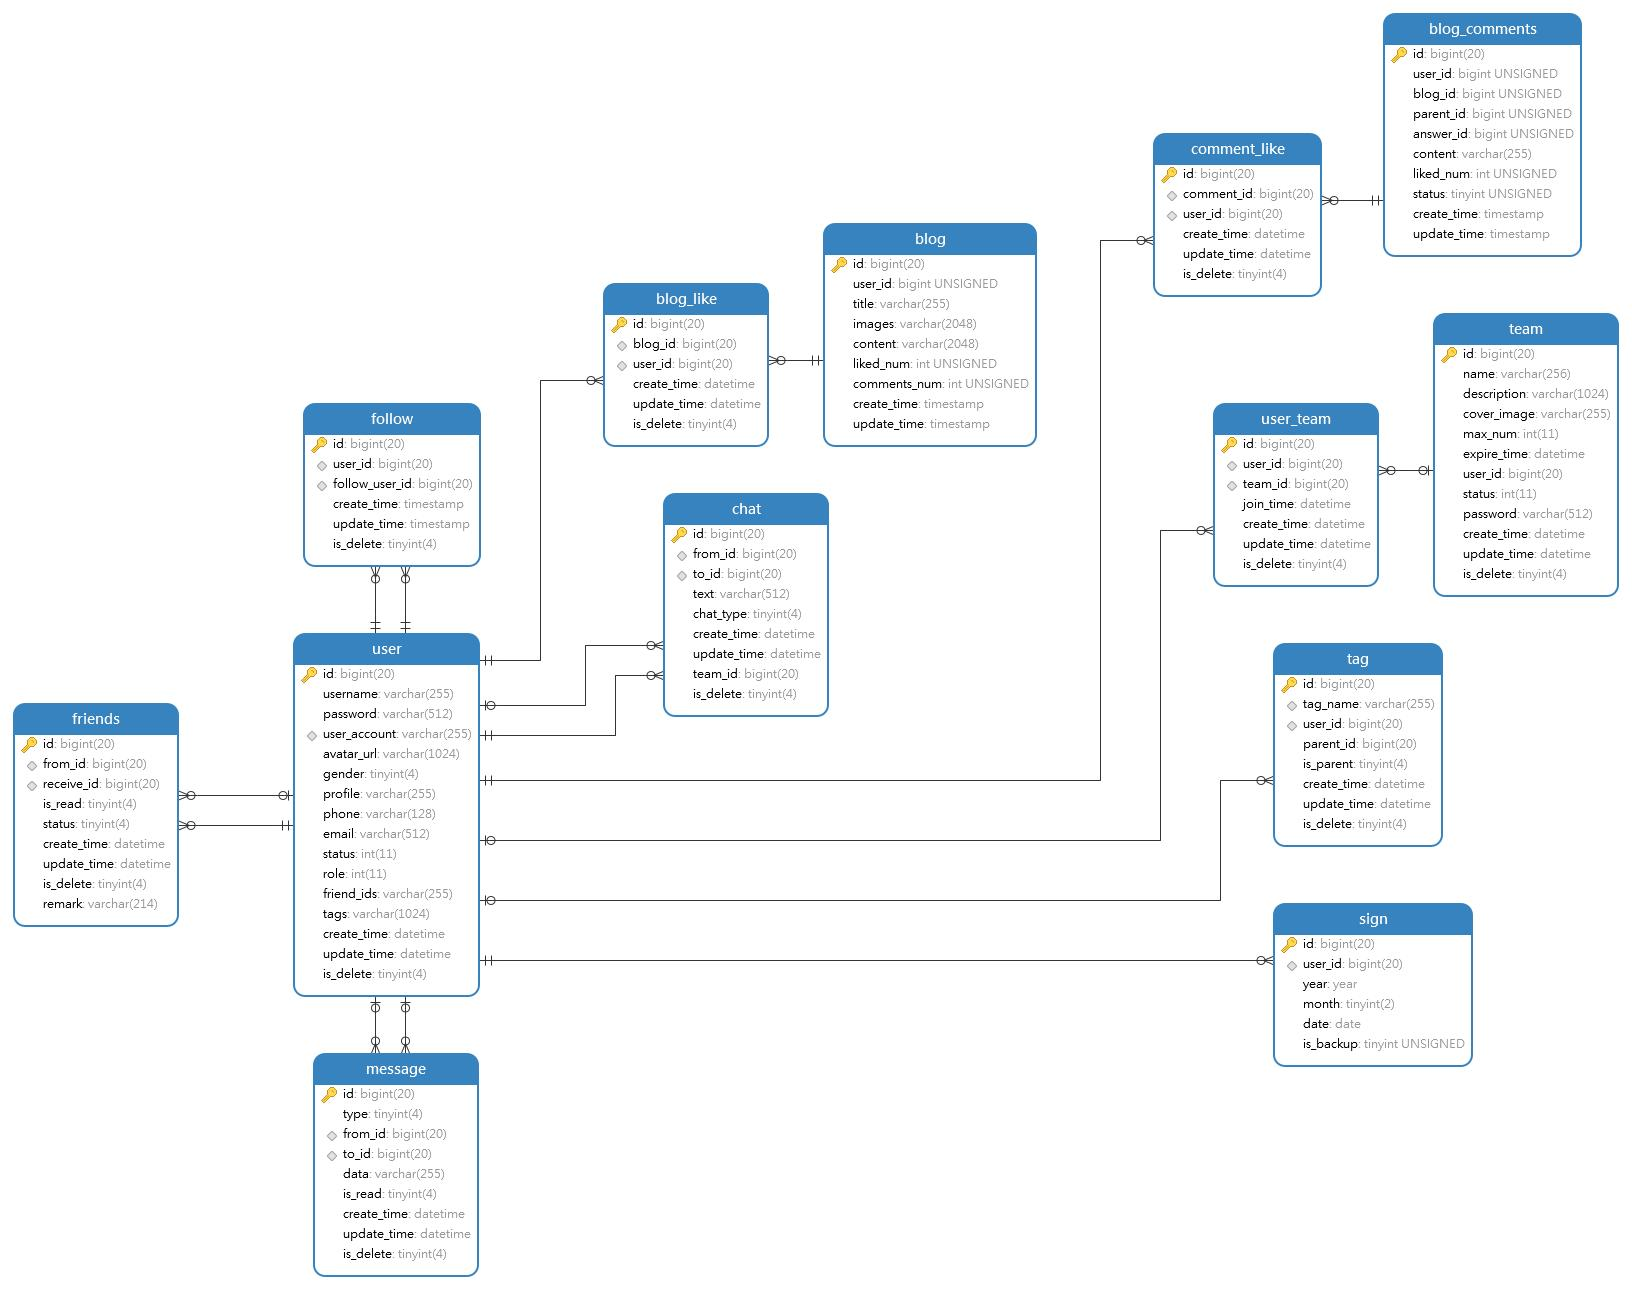 blog_comments
id: bigint(20)
user_id: bigint UNSIGNED
blog_id: bigint UNSIGNED
parent_id: bigint UNSIGNED
answer_id: bigint UNSIGNED
content: varchar(255)
liked_num: int UNSIGNED
status: tinyint UNSIGNED
create_time: timestamp
update_time: timestamp
comment_like
id: bigint(20)
comment_id: bigint(20)
user_id: bigint(20)
create_time: datetime
update_time: datetime
is_delete: tinyint(4)
blog
id: bigint(20)
user_id: bigint UNSIGNED
title: varchar(255)
images: varchar(2048)
content: varchar(2048)
liked_num: int UNSIGNED
comments_num: int UNSIGNED
create_time: timestamp
update_time: timestamp
blog_like
id: bigint(20)
blog_id: bigint(20)
user_id: bigint(20)
create_time: datetime
update_time: datetime
is_delete: tinyint(4)
team
id: bigint(20)
name: varchar(256)
description: varchar(1024)
cover_image: varchar(255)
max_num: int(11)
expire_time: datetime
user_id: bigint(20)
status: int(11)
password: varchar(512)
create_time: datetime
update_time: datetime
is_delete: tinyint(4)
follow
id: bigint(20)
user_id: bigint(20)
follow_user_id: bigint(20)
create_time: timestamp
update_time: timestamp
is_delete: tinyint(4)
user_team
id: bigint(20)
user_id: bigint(20)
team_id: bigint(20)
join_time: datetime
create_time: datetime
update_time: datetime
is_delete: tinyint(4)
chat
id: bigint(20)
from_id: bigint(20)
to_id: bigint(20)
text: varchar(512)
chat_type: tinyint(4)
create_time: datetime
update_time: datetime
team_id: bigint(20)
is_delete: tinyint(4)
user
id: bigint(20)
username: varchar(255)
password: varchar(512)
user_account: varchar(255)
avatar_url: varchar(1024)
gender: tinyint(4)
profile: varchar(255)
phone: varchar(128)
email: varchar(512)
status: int(11)
role: int(11)
friend_ids: varchar(255)
tags: varchar(1024)
create_time: datetime
update_time: datetime
is_delete: tinyint(4)
tag
id: bigint(20)
tag_name: varchar(255)
user_id: bigint(20)
parent_id: bigint(20)
is_parent: tinyint(4)
create_time: datetime
update_time: datetime
is_delete: tinyint(4)
friends
id: bigint(20)
from_id: bigint(20)
receive_id: bigint(20)
is_read: tinyint(4)
status: tinyint(4)
create_time: datetime
update_time: datetime
is_delete: tinyint(4)
remark: varchar(214)
sign
id: bigint(20)
user_id: bigint(20)
year: year
month: tinyint(2)
date: date
is_backup: tinyint UNSIGNED
message
id: bigint(20)
type: tinyint(4)
from_id: bigint(20)
to_id: bigint(20)
data: varchar(255)
is_read: tinyint(4)
create_time: datetime
update_time: datetime
is_delete: tinyint(4)